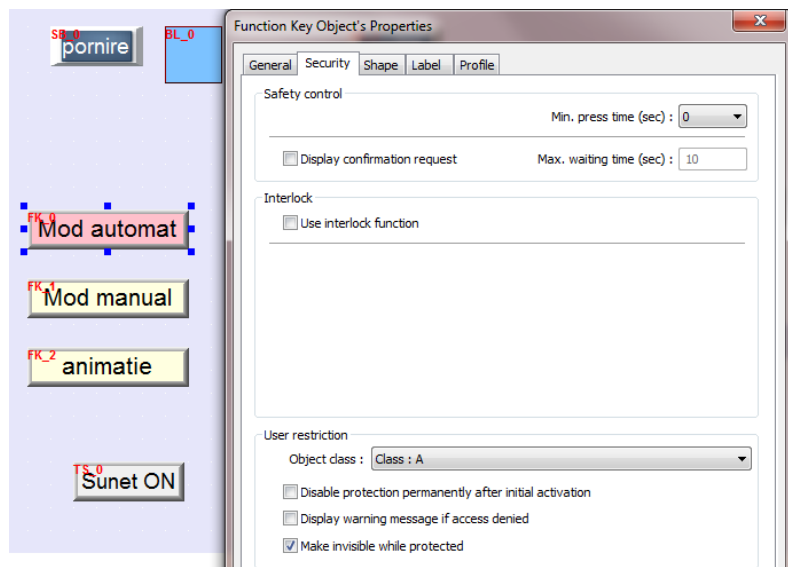 SB_0
pornire
BL_0
FK_0
Mod automat
FK_1
Mod manual
FK_2
animatie
TS_0
Sunet ON
Function Key Object's Properties
General Security Shape Label Profile
Safety control
Min. press time (sec) : 0
Display confirmation request Max. waiting time (sec) : 10
Interlock
Use interlock function
User restriction
Object class : Class : A
Disable protection permanently after initial activation
Display warning message if access denied
Make invisible while protected